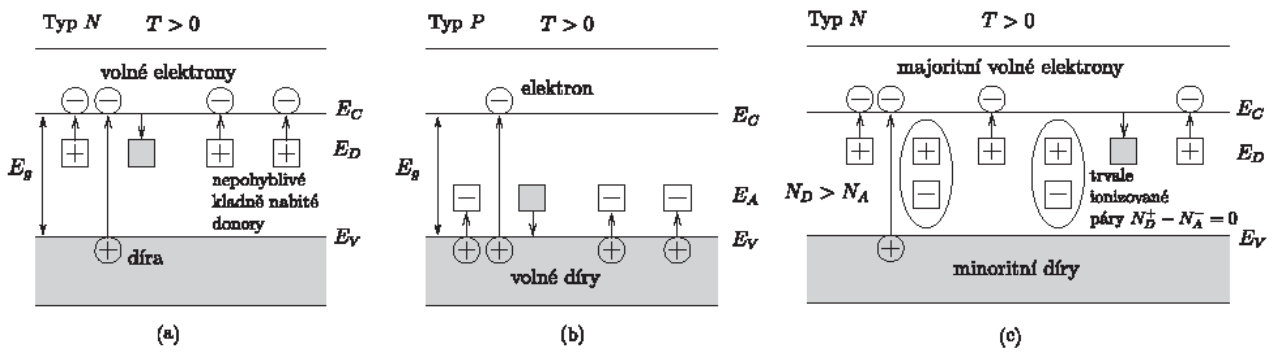 Typ N T > 0
volné elektrony
E_C
E_D
E_g
nepohyblivé
kladně nabité
donory
E_V
díra
(a)
Typ P T > 0
elektron
E_C
E_g
E_A
E_V
volné díry
(b)
Typ N T > 0
majoritní volné elektrony
E_C
E_D
N_D > N_A
trvale
ionizované
páry N_D^+ − N_A^- = 0
E_V
minoritní díry
(c)